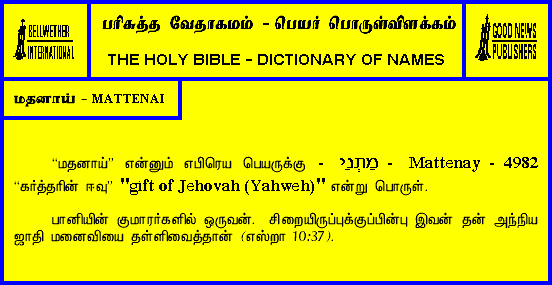 BELLWETHER
INTERNATIONAL
பரிசுத்த வேதாகமம் - பெயர் பொருள்விளக்கம்
THE HOLY BIBLE - DICTIONARY OF NAMES
GOOD NEWS
PUBLISHERS
மதனாய் - MATTENAI
“மதனாய்” என்னும் எபிரெய பெயருக்கு - מַתְּנַי - Mattenay - 4982
“கர்த்தரின் ஈவு” "gift of Jehovah (Yahweh)" என்று பொருள்.
பானியின் குமாரர்களில் ஒருவன். சிறையிருப்புக்குப்பின்பு இவன் தன் அந்நிய
ஜாதி மனைவியை தள்ளிவைத்தான் (எஸ்றா 10:37).